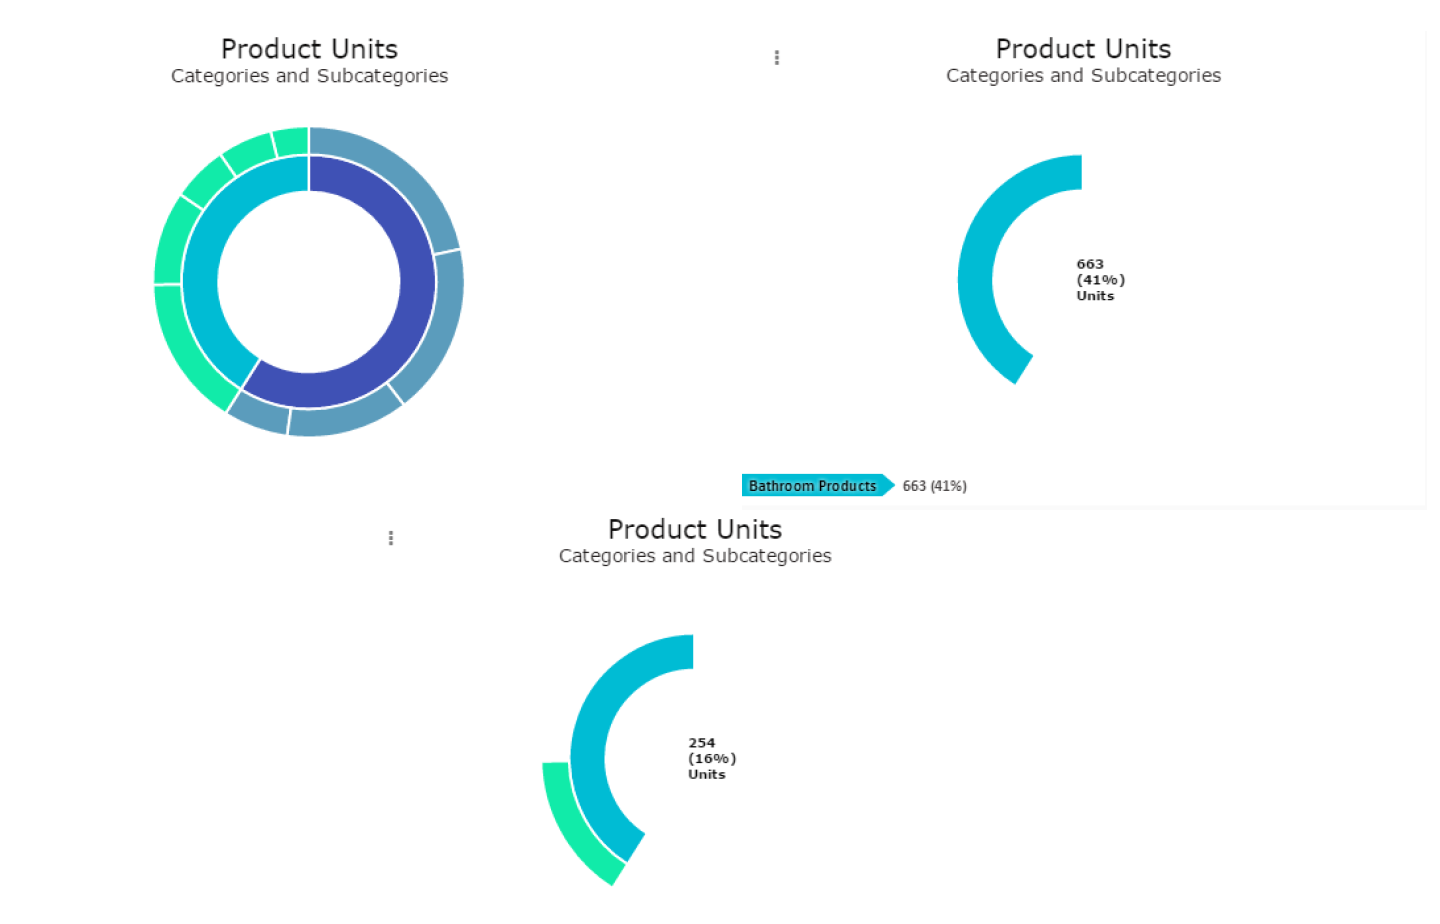 Product Units
Categories and Subcategories
Product Units
Categories and Subcategories
663
(41%)
Units
Bathroom Products 663 (41%)
Product Units
Categories and Subcategories
254
(16%)
Units